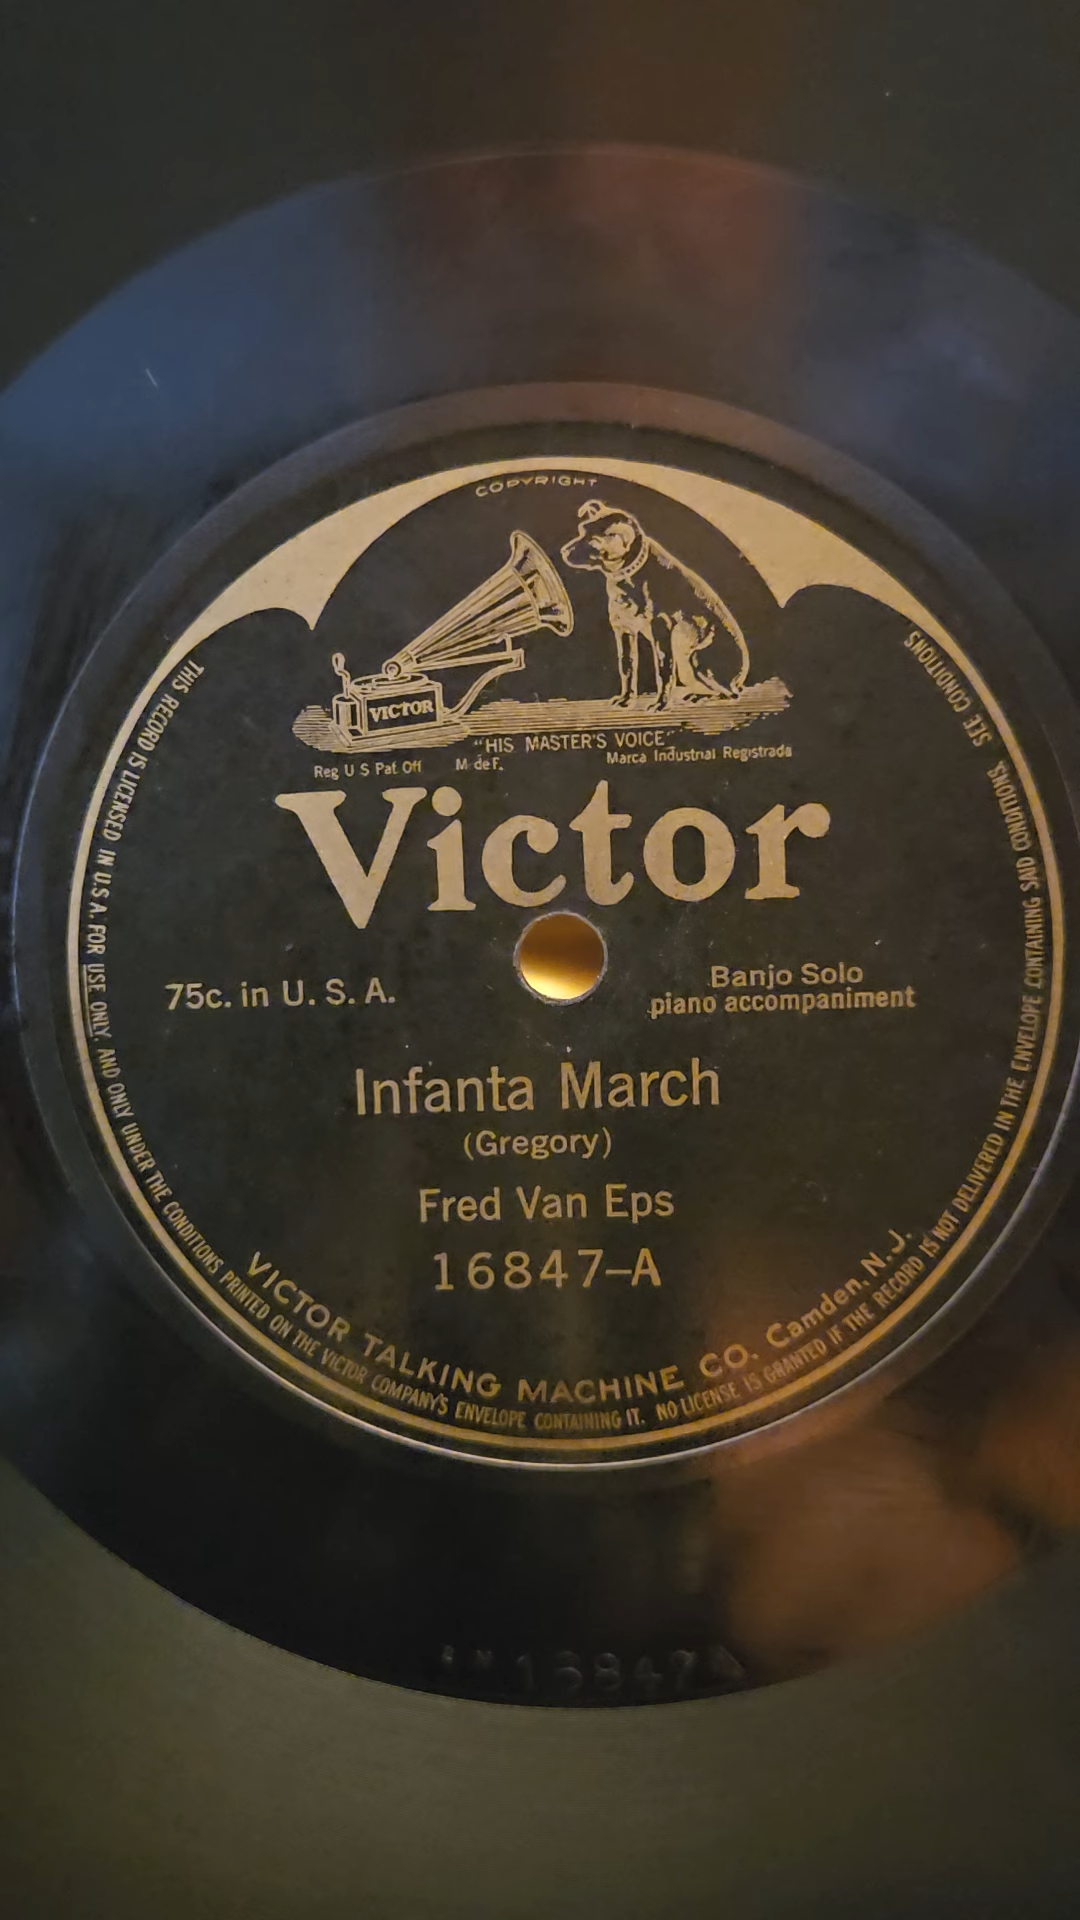 COPYRIGHT
VICTOR
"HIS MASTER'S VOICE"
Reg U S Pat Off M de F. Marca Industrial Registrada
Victor
75c. in U. S. A.
Banjo Solo
piano accompaniment
Infanta March
(Gregory)
Fred Van Eps
16847–A
VICTOR TALKING MACHINE CO. Camden, N. J.
THIS RECORD IS LICENSED IN U.S.A. FOR USE ONLY, AND ONLY UNDER THE CONDITIONS PRINTED ON THE VICTOR COMPANY'S ENVELOPE CONTAINING IT. NO LICENSE IS GRANTED IF THE RECORD IS NOT DELIVERED IN THE ENVELOPE CONTAINING SAID CONDITIONS. SEE CONDITIONS
16847A